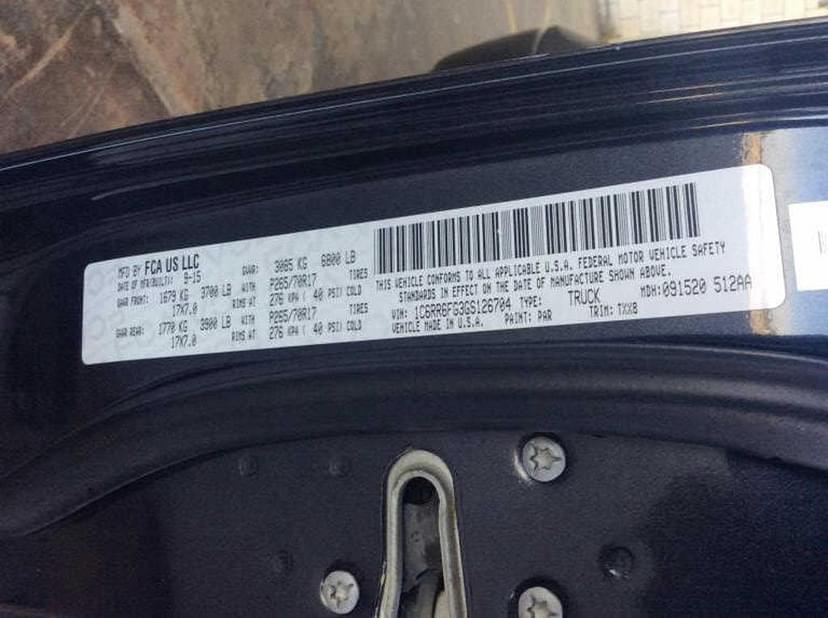 MFD BY FCA US LLC
DATE OF MFR/BUILT: 9-15 GVWR: 3085 KG 6800 LB
GAWR FRONT: 1679 KG 3700 LB WITH P265/70R17 TIRES
17X7.0 RIMS AT 276 KPA ( 40 PSI) COLD
GAWR REAR: 1770 KG 3900 LB WITH P265/70R17 TIRES
17X7.0 RIMS AT 276 KPA ( 40 PSI) COLD
THIS VEHICLE CONFORMS TO ALL APPLICABLE U.S.A. FEDERAL MOTOR VEHICLE SAFETY
STANDARDS IN EFFECT ON THE DATE OF MANUFACTURE SHOWN ABOVE.
VIN: 1C6RR6FG3GS126704 TYPE: TRUCK MDH: 091520 512AA
VEHICLE MADE IN U.S.A. PAINT: PAR TRIM: TXX8